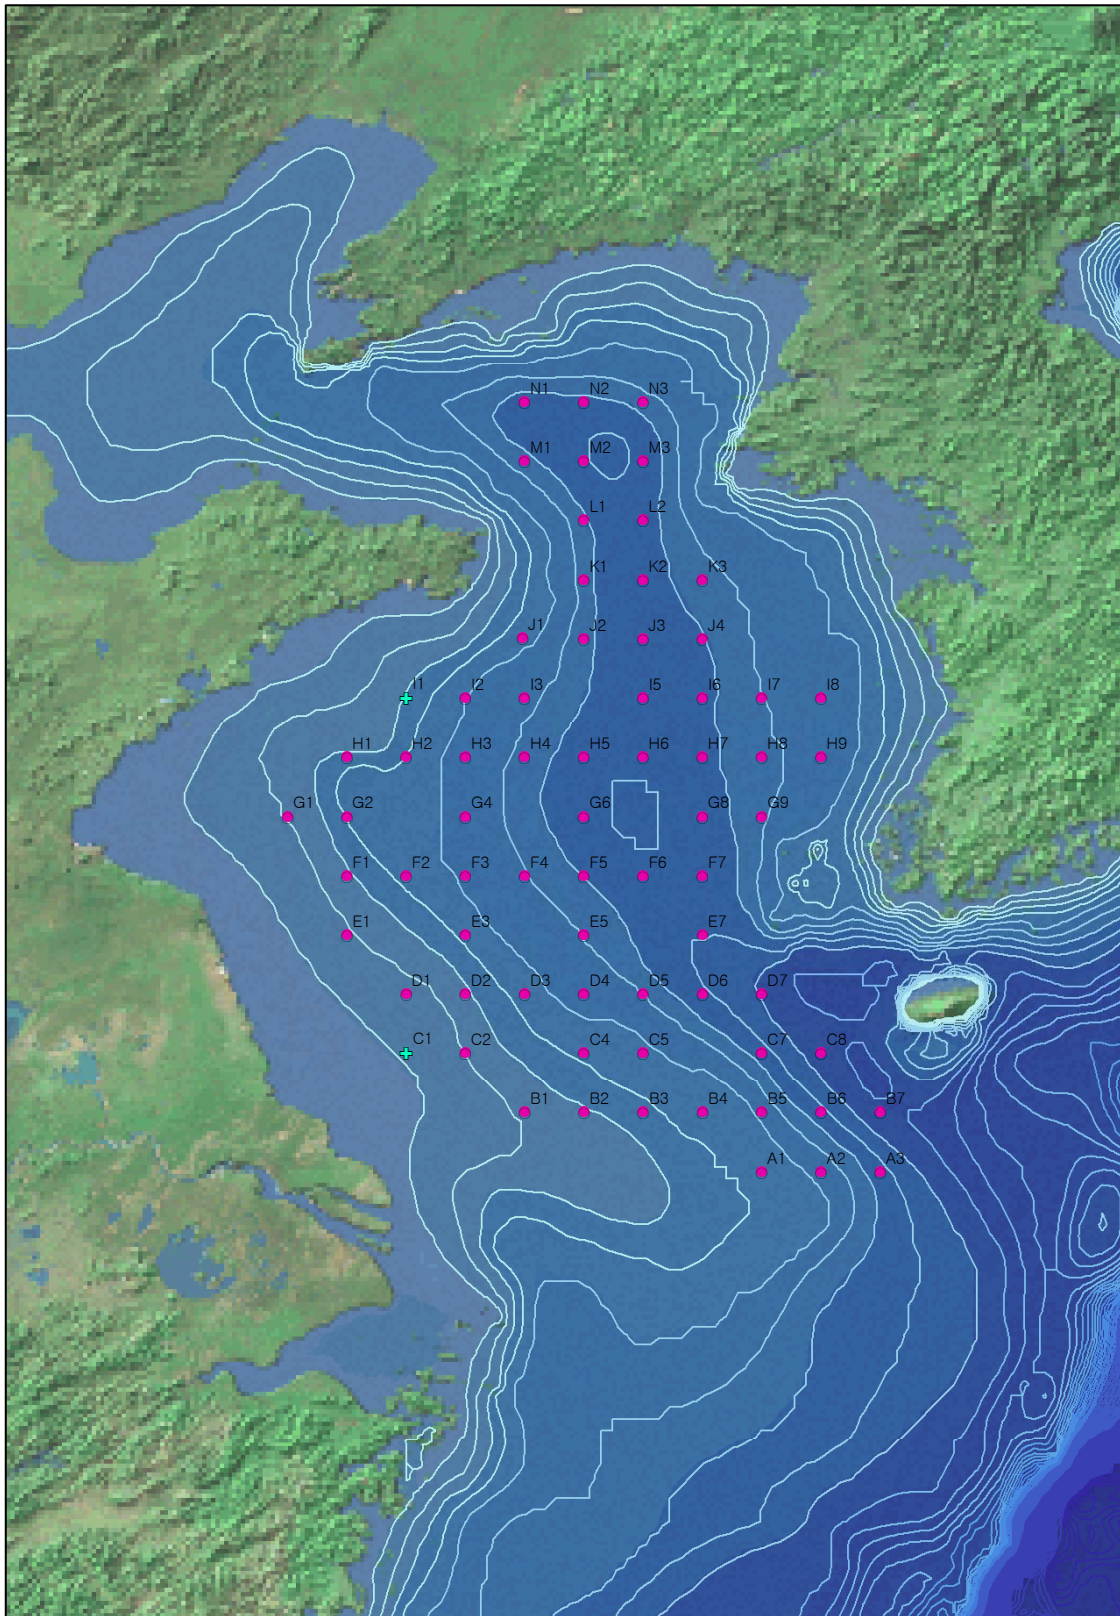 N1 N2 N3
M1 M2 M3
L1 L2
K1 K2 K3
J1 J2 J3 J4
I1 I2 I3 I5 I6 I7 I8
H1 H2 H3 H4 H5 H6 H7 H8 H9
G1 G2 G4 G6 G8 G9
F1 F2 F3 F4 F5 F6 F7
E1 E3 E5 E7
D1 D2 D3 D4 D5 D6 D7
C1 C2 C4 C5 C7 C8
B1 B2 B3 B4 B5 B6 B7
A1 A2 A3